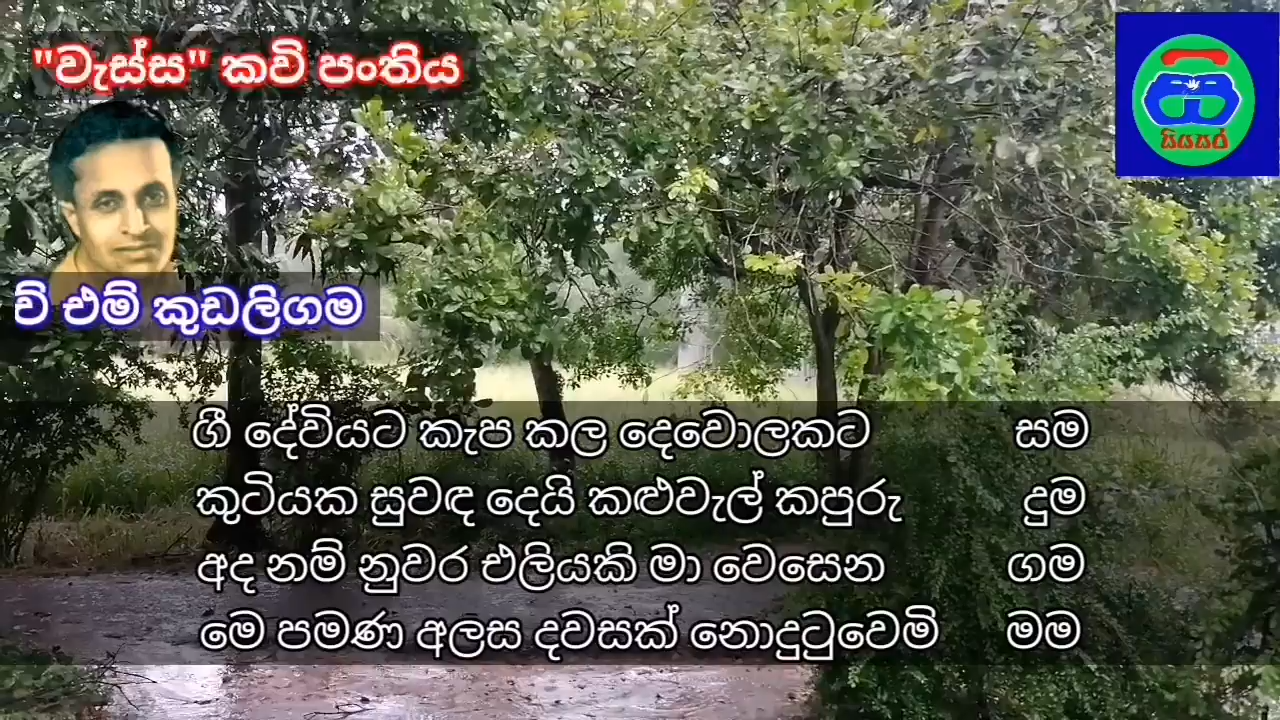 "වැස්ස" කවි පංතිය
සියසර
වී එම් කුඩලිගම
ගී දේවියට කැප කල දෙවොලකට සම
කුටියක සුවඳ දෙයි කළුවැල් කපුරු දුම
අද නම් නුවර එලියකි මා වෙසෙන ගම
මෙ පමණ අලස දවසක් නොදුටුවෙමි මම